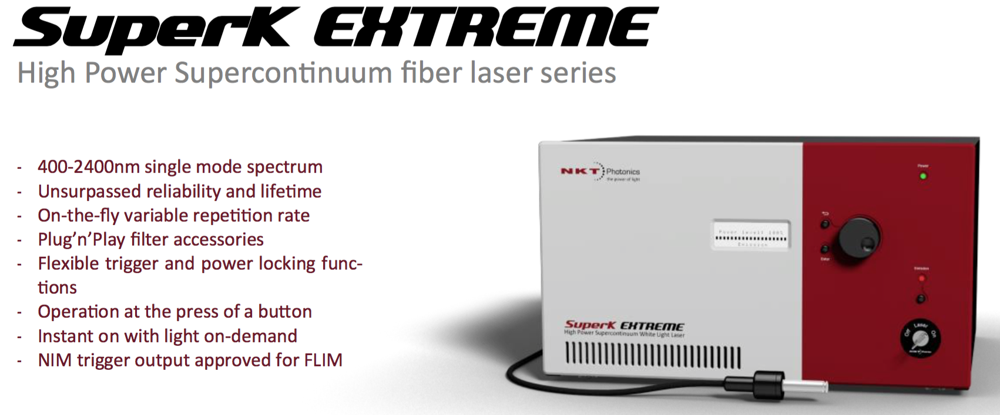 SuperK EXTREME
High Power Supercontinuum fiber laser series
- 400-2400nm single mode spectrum
- Unsurpassed reliability and lifetime
- On-the-fly variable repetition rate
- Plug’n’Play filter accessories
- Flexible trigger and power locking func-
tions
- Operation at the press of a button
- Instant on with light on-demand
- NIM trigger output approved for FLIM
NKT Photonics
the power of light
Power
Power level: 100%
Emission
Enter
Emission
Laser
Off On
SuperK EXTREME
High Power Supercontinuum White Light Laser